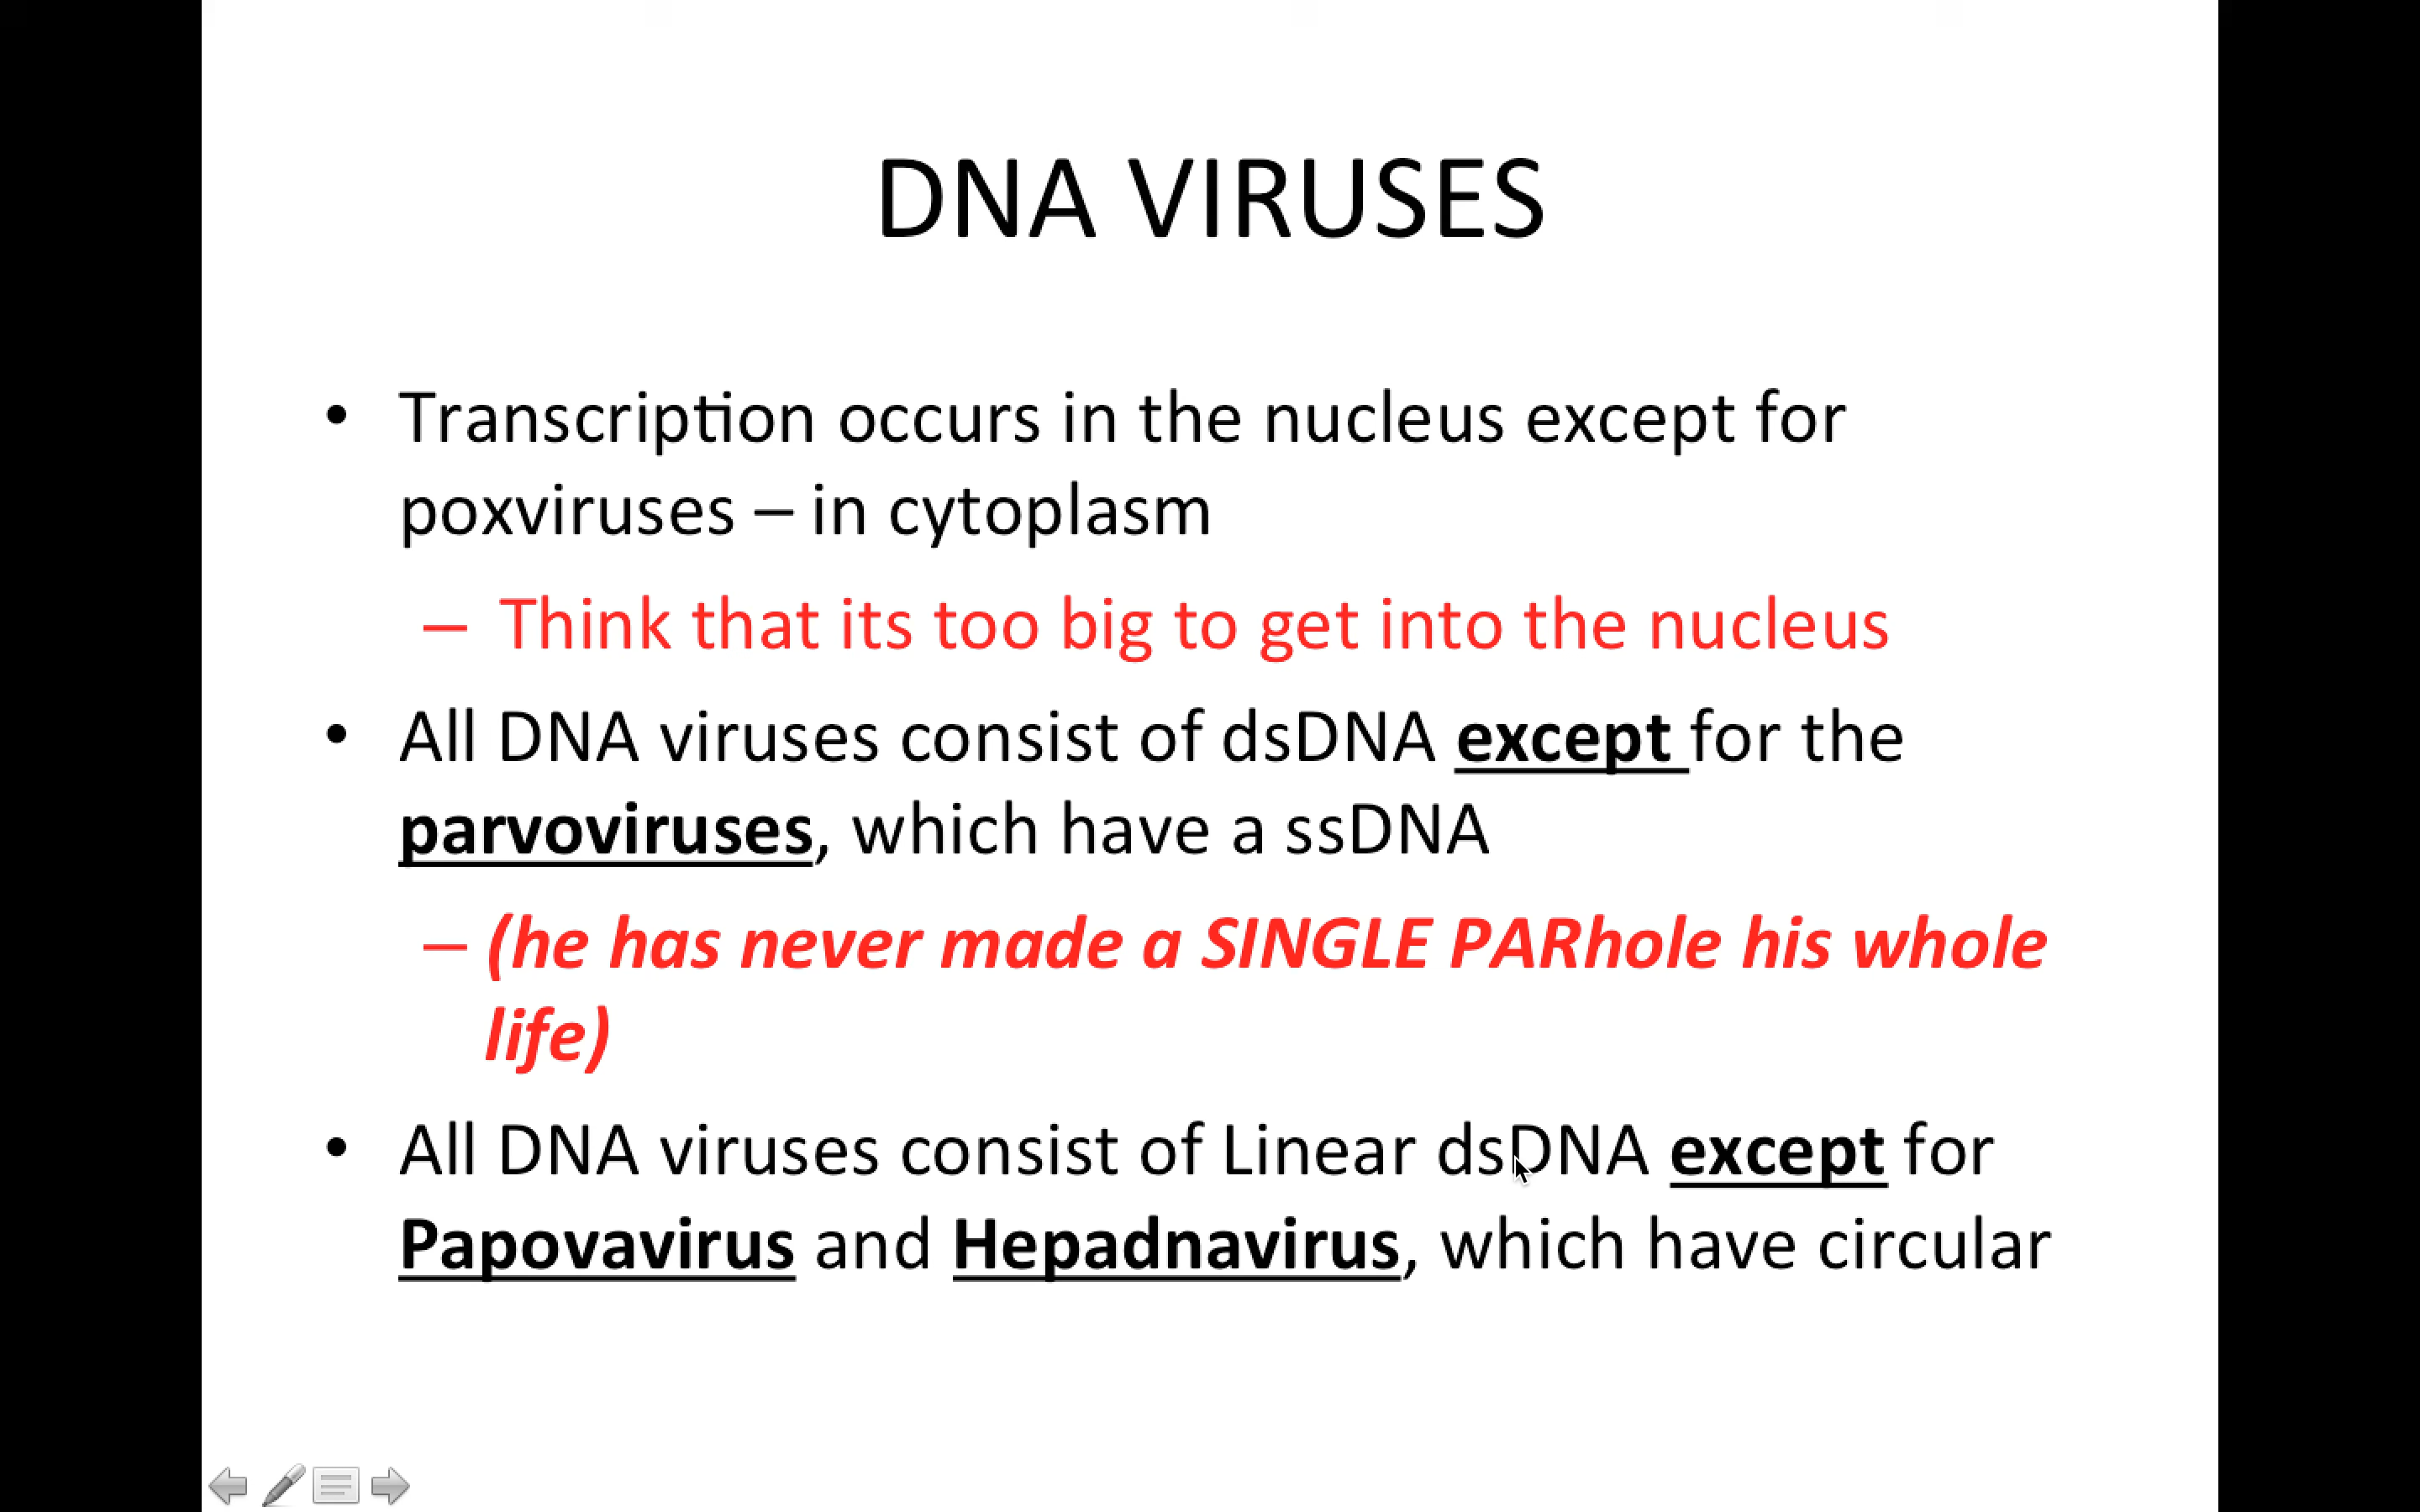 DNA VIRUSES
• Transcription occurs in the nucleus except for
poxviruses – in cytoplasm
– Think that its too big to get into the nucleus
• All DNA viruses consist of dsDNA except for the
parvoviruses, which have a ssDNA
– (he has never made a SINGLE PARhole his whole
life)
• All DNA viruses consist of Linear dsDNA except for
Papovavirus and Hepadnavirus, which have circular